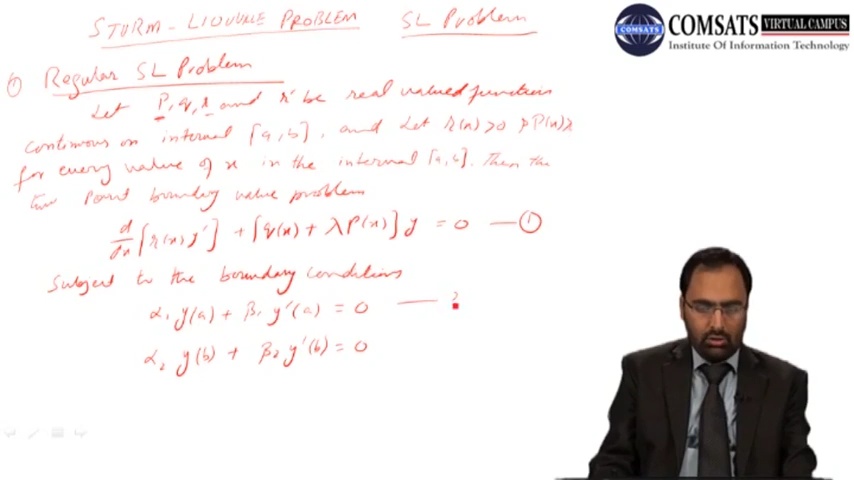 STURM - LIOUVILLE PROBLEM SL Problem
COMSATS VIRTUAL CAMPUS
COMSATS
Institute Of Information Technology
① Regular SL Problem
Let P, q, r and r' be real valued function
continuous on interval [a, b], and Let r(x) > 0 P(x)
for every value of x in the interval [a, b]. Then the
two Point boundary value problem
d/dx [r(x) y'] + [q(x) + λ P(x)] y = 0 — ①
Subject to the boundary conditions
α₁ y(a) + β₁ y'(a) = 0 — 2
α₂ y(b) + β₂ y'(b) = 0